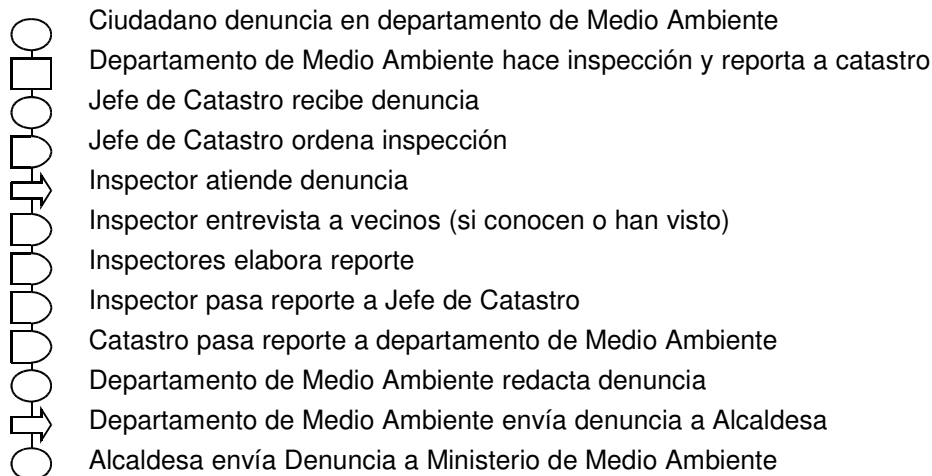 Ciudadano denuncia en departamento de Medio Ambiente
Departamento de Medio Ambiente hace inspección y reporta a catastro
Jefe de Catastro recibe denuncia
Jefe de Catastro ordena inspección
Inspector atiende denuncia
Inspector entrevista a vecinos (si conocen o han visto)
Inspectores elabora reporte
Inspector pasa reporte a Jefe de Catastro
Catastro pasa reporte a departamento de Medio Ambiente
Departamento de Medio Ambiente redacta denuncia
Departamento de Medio Ambiente envía denuncia a Alcaldesa
Alcaldesa envía Denuncia a Ministerio de Medio Ambiente